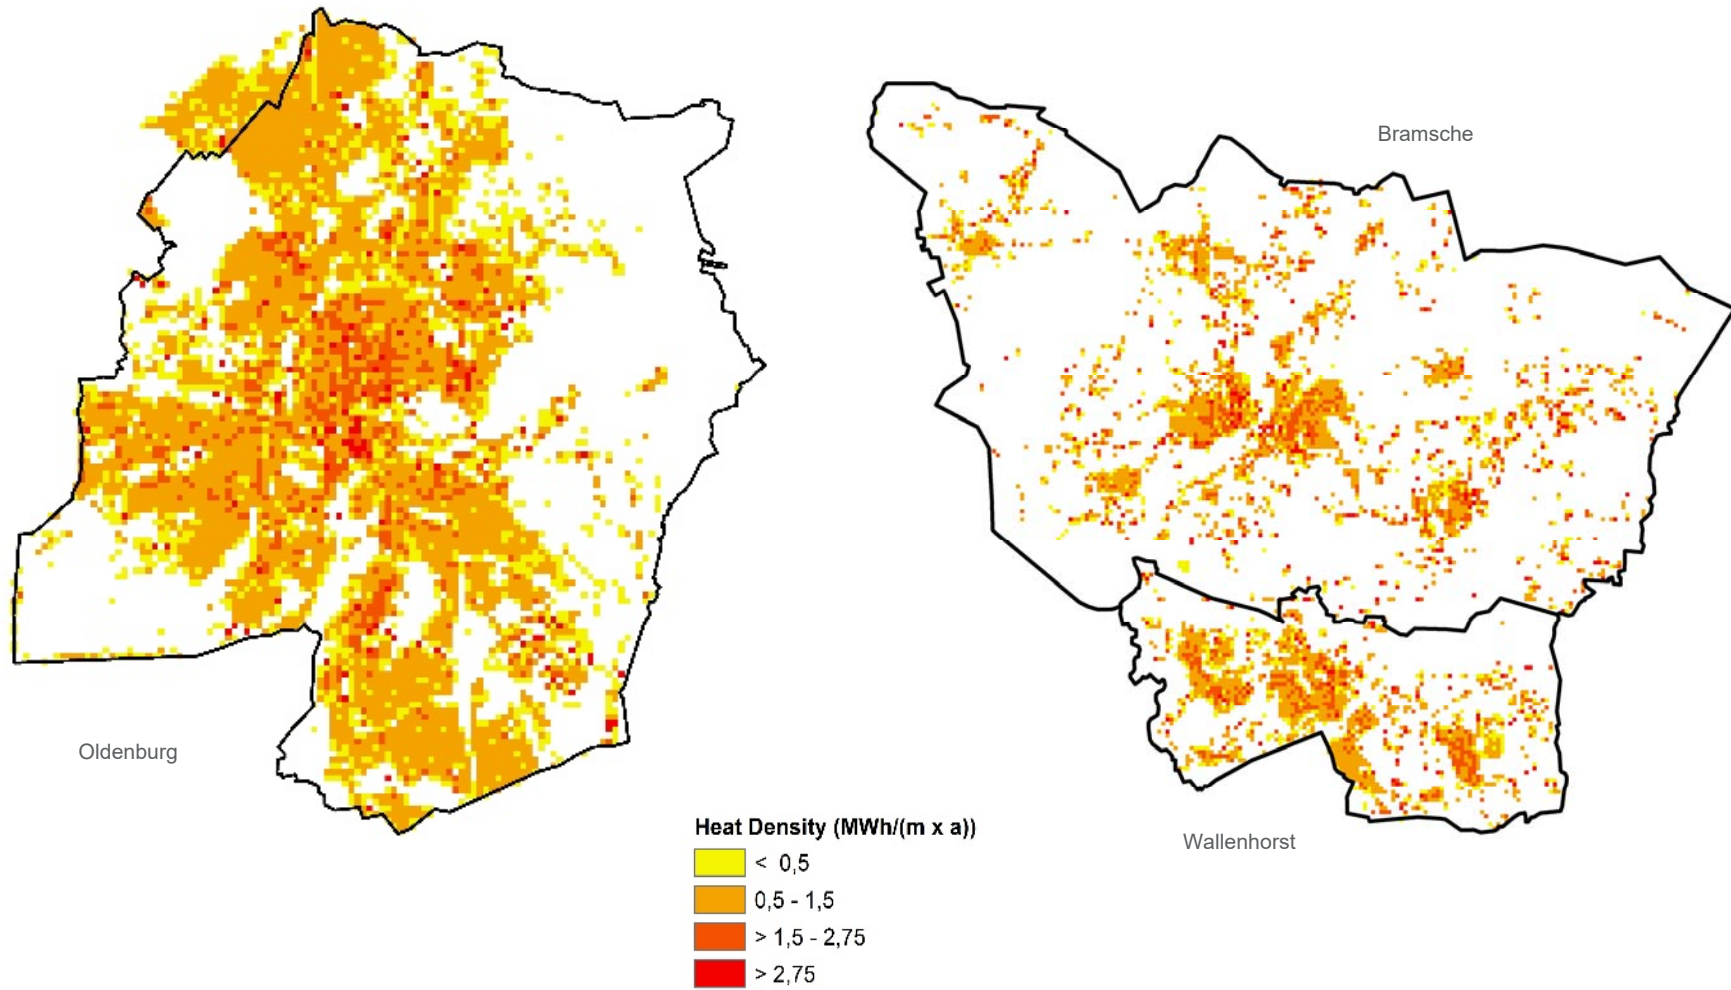 Bramsche
Oldenburg
Wallenhorst
Heat Density (MWh/(m x a))
< 0,5
0,5 - 1,5
> 1,5 - 2,75
> 2,75